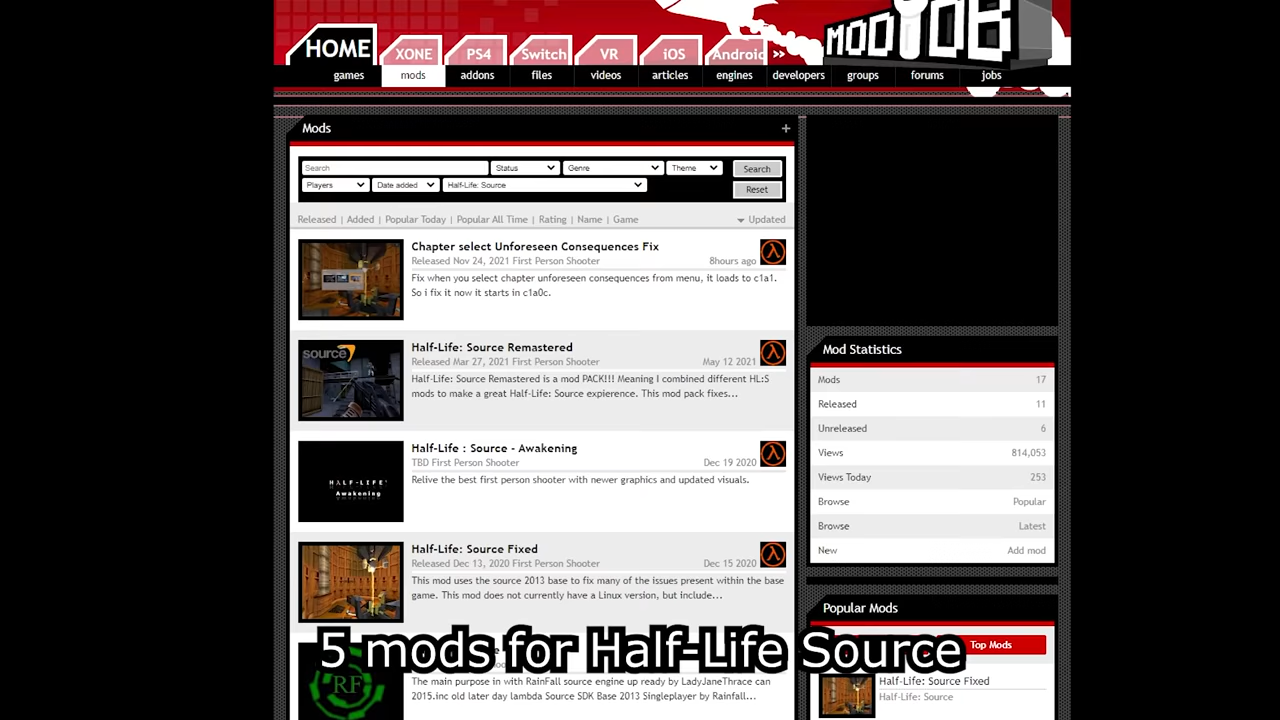 MODDB
HOME XONE PS4 Switch VR iOS Android »
games mods addons files videos articles engines developers groups forums jobs
Mods +
Search Status Genre Theme Search
Players Date added Half-Life: Source Reset
Released | Added | Popular Today | Popular All Time | Rating | Name | Game Updated
Chapter select Unforeseen Consequences Fix
Released Nov 24, 2021 First Person Shooter 8hours ago
Fix when you select chapter unforeseen consequences from menu, it loads to c1a1.
So i fix it now it starts in c1a0c.
source
Half-Life: Source Remastered
Released Mar 27, 2021 First Person Shooter May 12 2021
Half-Life: Source Remastered is a mod PACK!!! Meaning I combined different HL:S
mods to make a great Half-Life: Source expierence. This mod pack fixes...
Half-Life : Source - Awakening
TBD First Person Shooter Dec 19 2020
Relive the best first person shooter with newer graphics and updated visuals.
HALF-LIFE
Awakening
Half-Life: Source Fixed
Released Dec 13, 2020 First Person Shooter Dec 15 2020
This mod uses the source 2013 base to fix many of the issues present within the base
game. This mod does not currently have a Linux version, but include...
5 mods for Half-Life Source
RF
The main purpose in with RainFall source engine up ready by LadyJaneThrace can
2015.inc old later day lambda Source SDK Base 2013 Singleplayer by Rainfall...
Mod Statistics
Mods 17
Released 11
Unreleased 6
Views 814,053
Views Today 253
Browse Popular
Browse Latest
New Add mod
Popular Mods
Top Mods
Half-Life: Source Fixed
Half-Life: Source